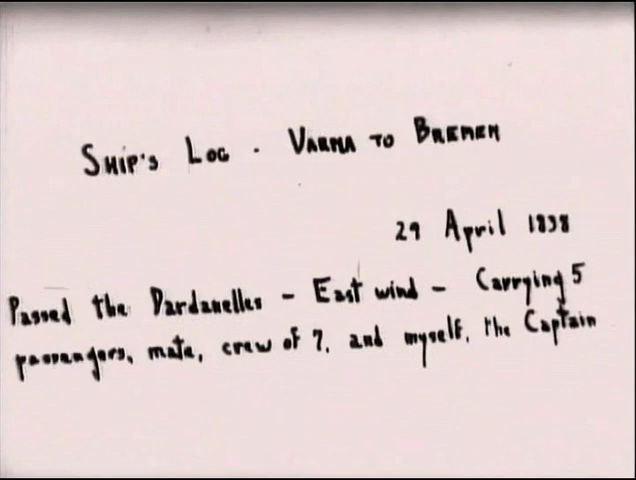 Ship's Log - Varna to Bremen
29 April 1838
Passed the Dardanelles – East wind – Carrying 5
passengers, mate, crew of 7, and myself, the Captain